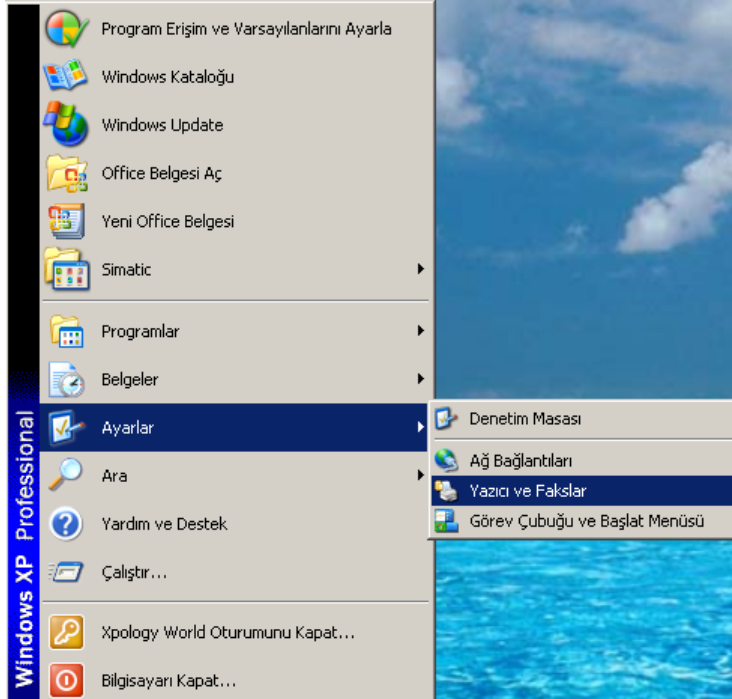 Program Erişim ve Varsayılanlarını Ayarla
Windows Kataloğu
Windows Update
Office Belgesi Aç
Yeni Office Belgesi
Simatic
Programlar
Belgeler
Ayarlar
Ara
Yardım ve Destek
Çalıştır...
Xpology World Oturumunu Kapat...
Bilgisayarı Kapat...
Denetim Masası
Ağ Bağlantıları
Yazıcı ve Fakslar
Görev Çubuğu ve Başlat Menüsü
Windows XP Professional